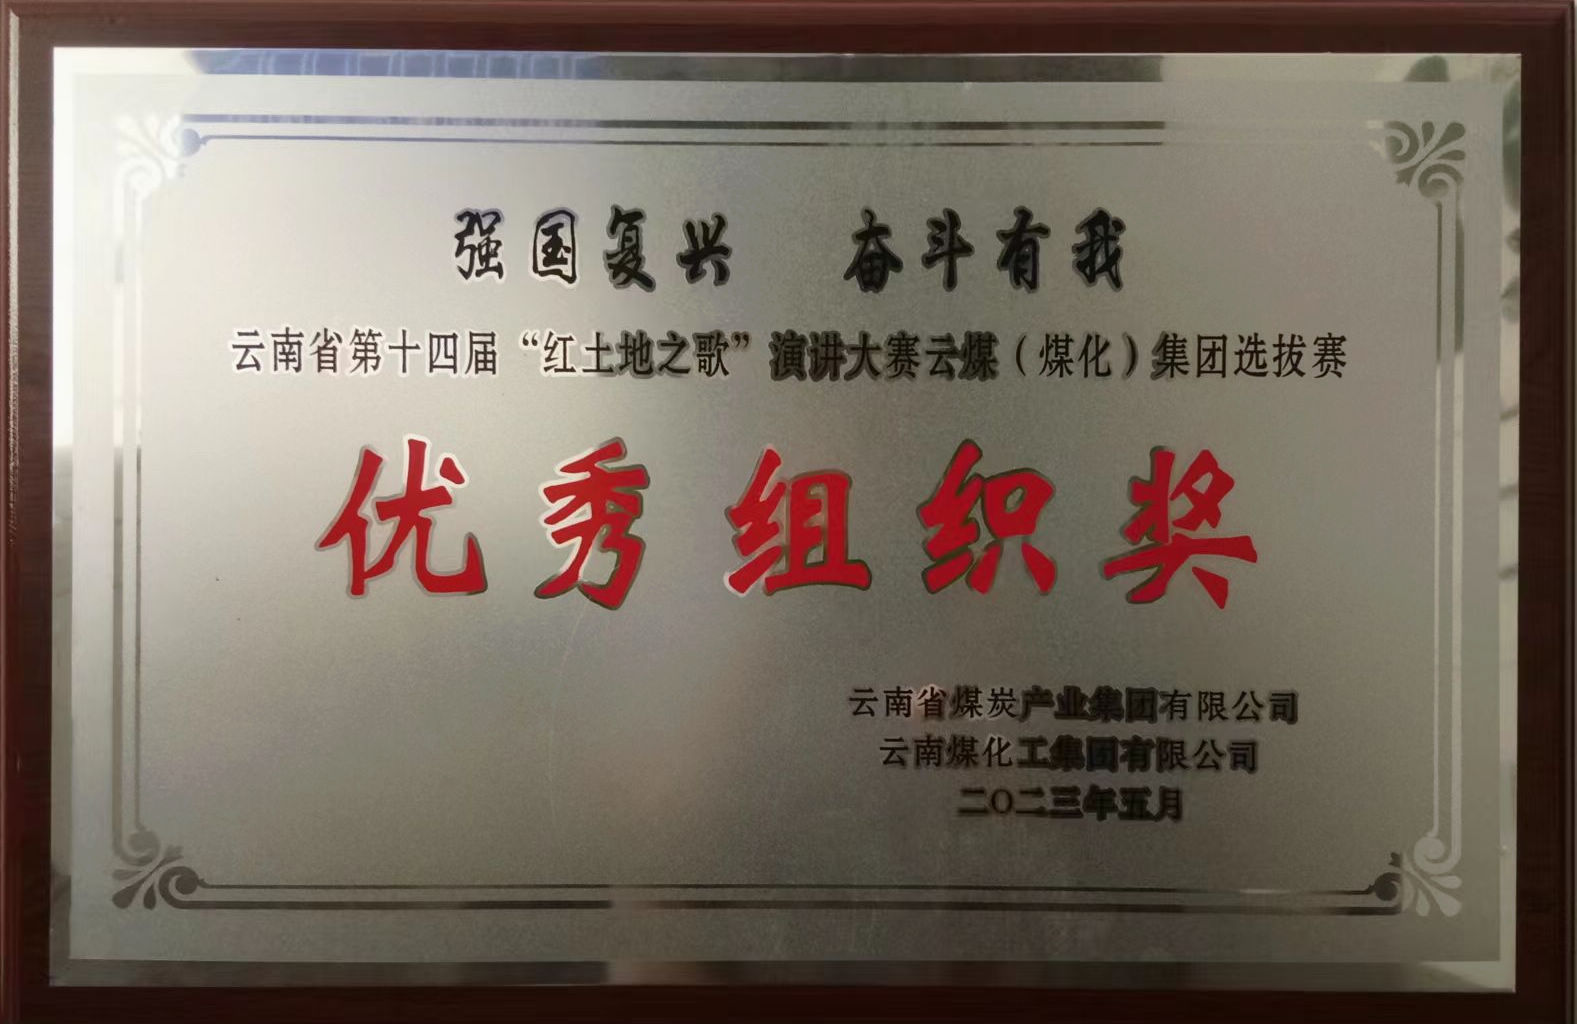 强国复兴 奋斗有我
云南省第十四届“红土地之歌”演讲大赛云煤（煤化）集团选拔赛
优秀组织奖
云南省煤炭产业集团有限公司
云南煤化工集团有限公司
二〇二三年五月